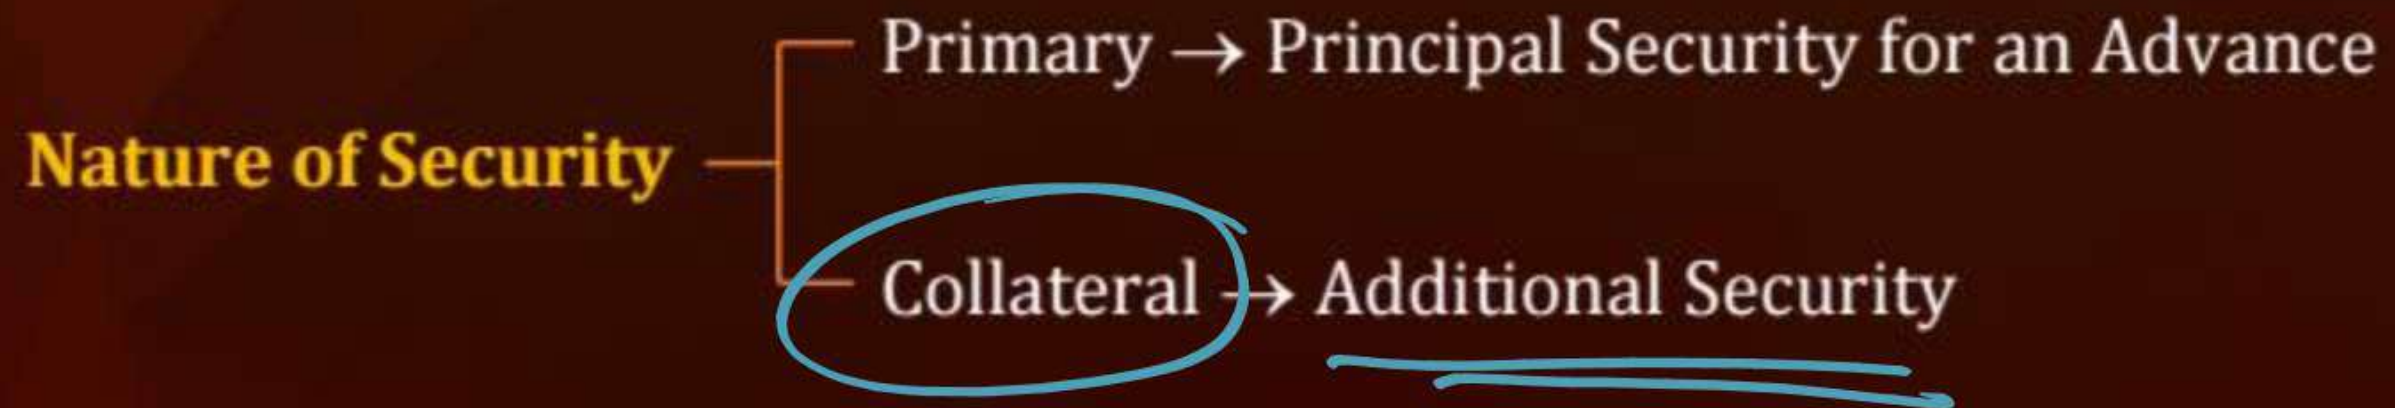 Primary → Principal Security for an Advance
Nature of Security
Collateral → Additional Security